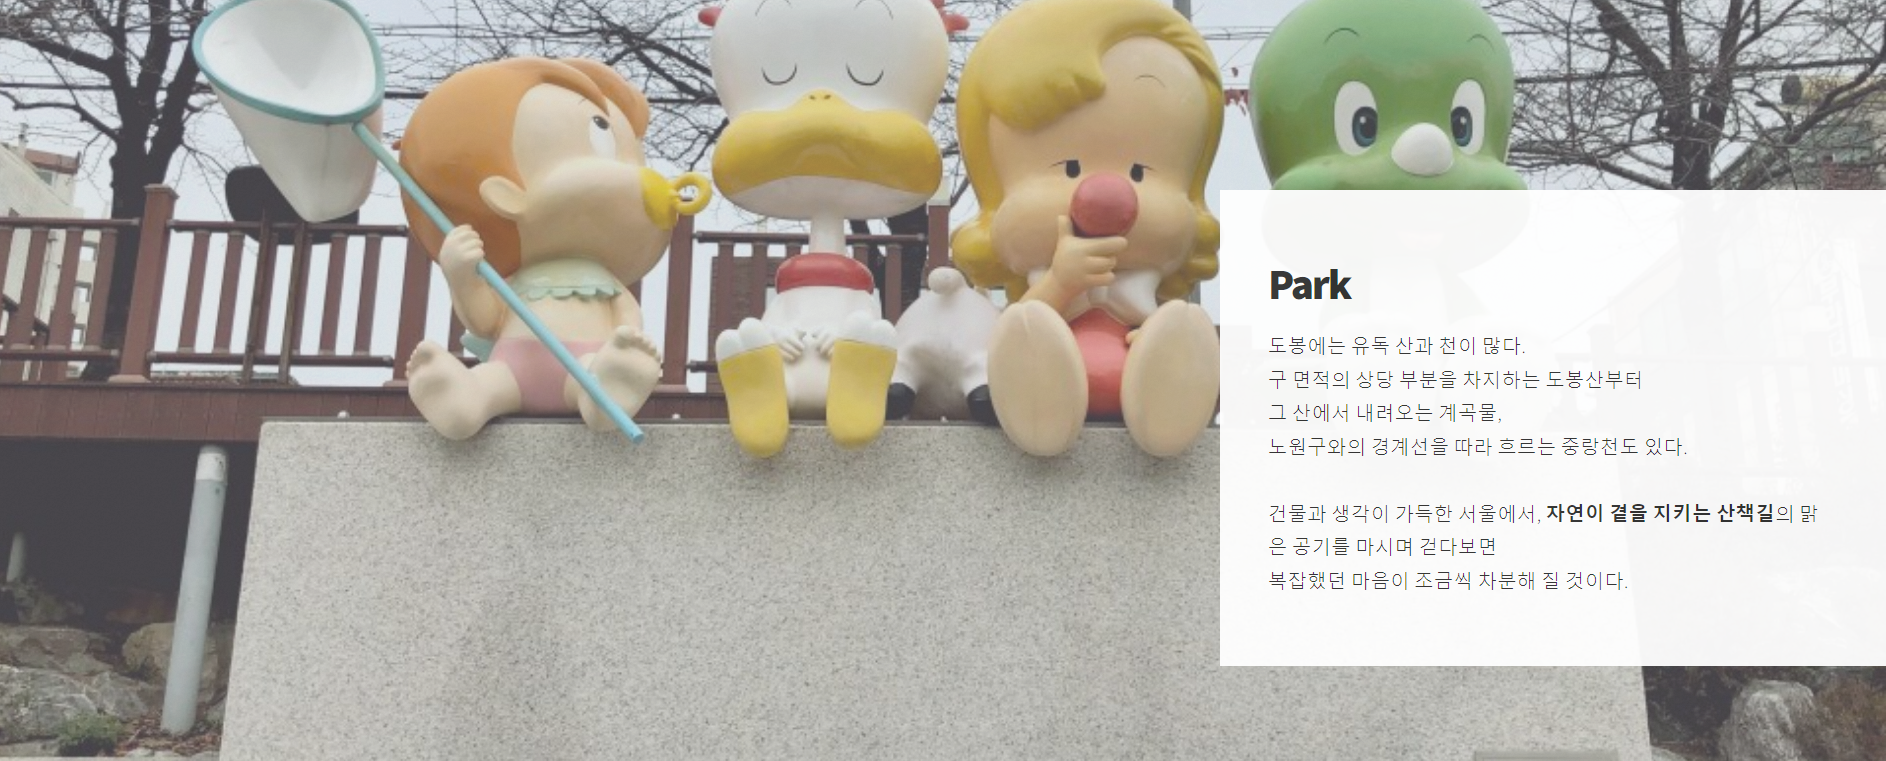 Park
도봉에는 유독 산과 천이 많다.
구 면적의 상당 부분을 차지하는 도봉산부터
그 산에서 내려오는 계곡물,
노원구와의 경계선을 따라 흐르는 중랑천도 있다.
건물과 생각이 가득한 서울에서, 자연이 곁을 지키는 산책길의 맑
은 공기를 마시며 걷다보면
복잡했던 마음이 조금씩 차분해 질 것이다.